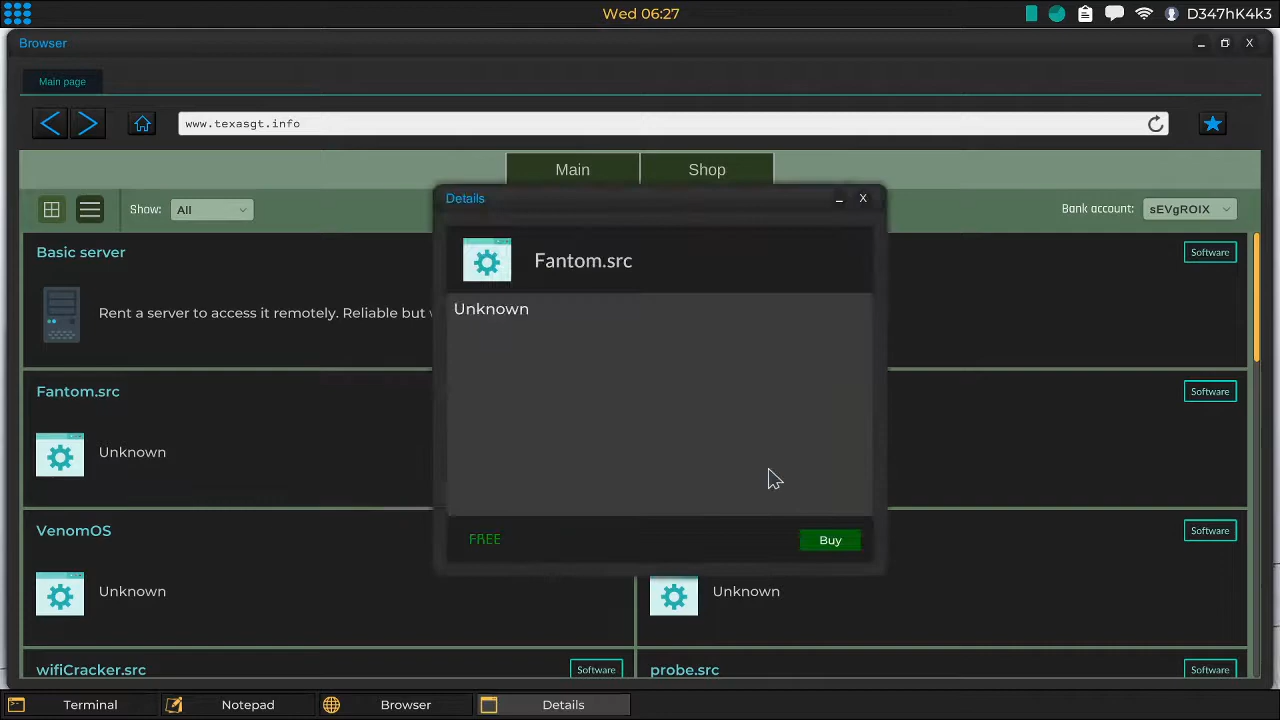 Wed 06:27
D347hK4k3
Browser
Main page
www.texasgt.info
Main
Shop
Show:
All
Bank account:
sEVgROIX
Details
Fantom.src
Unknown
FREE
Buy
Basic server
Software
Rent a server to access it remotely. Reliable but
Fantom.src
Software
Unknown
VenomOS
Software
Unknown
Unknown
wifiCracker.src
Software
probe.src
Software
Terminal
Notepad
Browser
Details